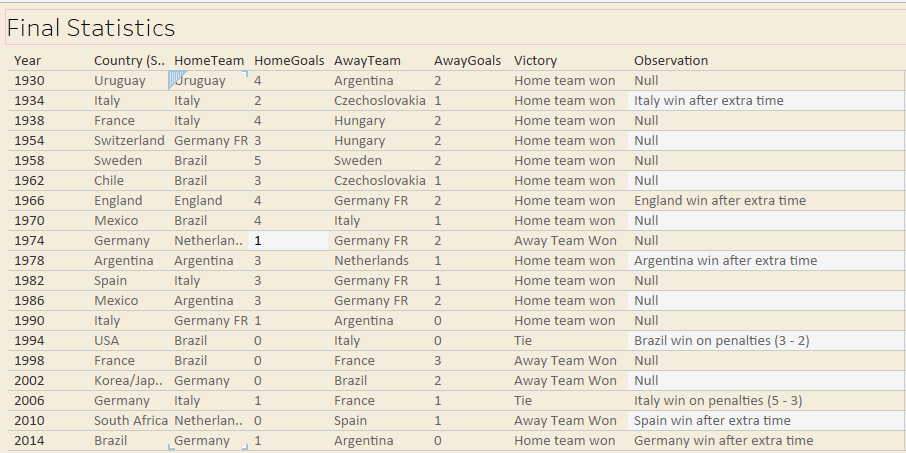 Final Statistics
Year Country (S.. HomeTeam HomeGoals AwayTeam AwayGoals Victory Observation
1930 Uruguay Uruguay 4 Argentina 2 Home team won Null
1934 Italy Italy 2 Czechoslovakia 1 Home team won Italy win after extra time
1938 France Italy 4 Hungary 2 Home team won Null
1954 Switzerland Germany FR 3 Hungary 2 Home team won Null
1958 Sweden Brazil 5 Sweden 2 Home team won Null
1962 Chile Brazil 3 Czechoslovakia 1 Home team won Null
1966 England England 4 Germany FR 2 Home team won England win after extra time
1970 Mexico Brazil 4 Italy 1 Home team won Null
1974 Germany Netherlan.. 1 Germany FR 2 Away Team Won Null
1978 Argentina Argentina 3 Netherlands 1 Home team won Argentina win after extra time
1982 Spain Italy 3 Germany FR 1 Home team won Null
1986 Mexico Argentina 3 Germany FR 2 Home team won Null
1990 Italy Germany FR 1 Argentina 0 Home team won Null
1994 USA Brazil 0 Italy 0 Tie Brazil win on penalties (3 - 2)
1998 France Brazil 0 France 3 Away Team Won Null
2002 Korea/Jap.. Germany 0 Brazil 2 Away Team Won Null
2006 Germany Italy 1 France 1 Tie Italy win on penalties (5 - 3)
2010 South Africa Netherlan.. 0 Spain 1 Away Team Won Spain win after extra time
2014 Brazil Germany 1 Argentina 0 Home team won Germany win after extra time